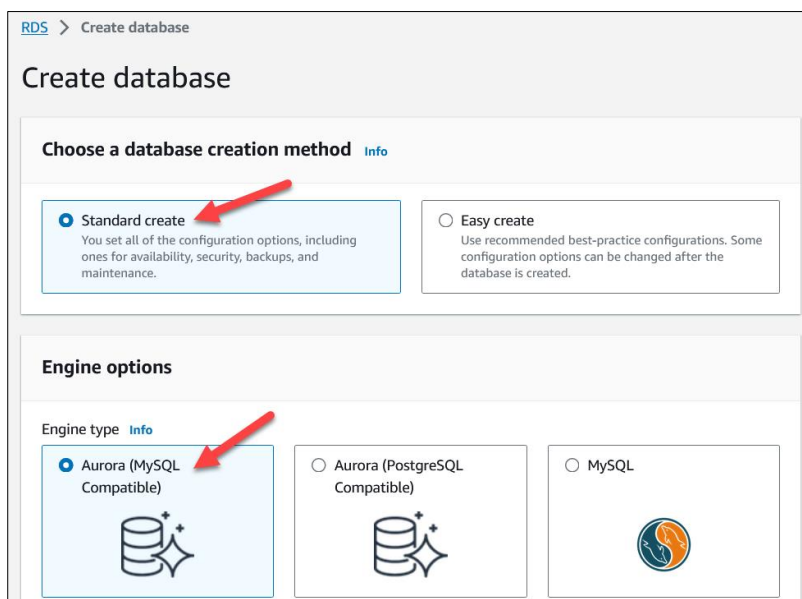 RDS > Create database
Create database
Choose a database creation method Info
Standard create
You set all of the configuration options, including
ones for availability, security, backups, and
maintenance.
Easy create
Use recommended best-practice configurations. Some
configuration options can be changed after the
database is created.
Engine options
Engine type Info
Aurora (MySQL
Compatible)
Aurora (PostgreSQL
Compatible)
MySQL